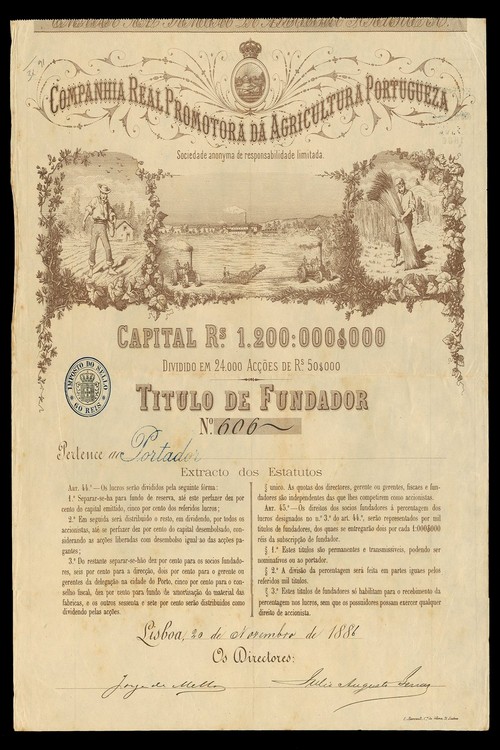 COMPANHIA REAL PROMOTORA DA AGRICULTURA PORTUGUEZA
Sociedade anonyma de responsabilidade limitada.
CAPITAL Rs 1.200:000$000
DIVIDIDO EM 24.000 ACÇÕES DE Rs 50$000
IMPOSTO DO SELLO
60 REIS
TITULO DE FUNDADOR
No. 606
Pertence ao Portador
Extracto dos Estatutos
ART. 44.º—Os lucros serão divididos pela seguinte fórma:
1.º Separar-se-ha para fundo de reserva, até este perfazer dez por
cento do capital emittido, cinco por cento dos referidos lucros;
2.º Em seguida será distribuido o resto, em dividendo, por todos os
accionistas, até se perfazer dez por cento do capital desembolsado, con-
siderando as acções liberadas com desembolso igual ao das acções pa-
gantes;
3.º Do restante separar-se-hão dez por cento para os socios fundado-
res, seis por cento para a direcção, dois por cento para o gerente ou
gerentes da delegação na cidade do Porto, cinco por cento para o con-
selho fiscal, dez por cento para fundo de amortização do material das
fabricas, e os outros sessenta e sete por cento serão distribuidos como
dividendo pelas acções.
§ unico. As quotas dos directores, gerente ou gerentes, fiscaes e fun-
dadores são independentes das que lhes competirem como accionistas.
ART. 45.º—Os direitos dos socios fundadores á percentagem dos
lucros designados no n.º 3.º do art. 44.º, serão representados por mil
titulos de fundadores, dos quaes se entregarão dois por cada 1:000$000
réis da subscripção de fundador.
§ 1.º Estes titulos são permanentes e transmissiveis, podendo ser
nominativos ou ao portador.
§ 2.º A divisão da percentagem será feita em partes iguaes pelos
referidos mil titulos.
§ 3.º Estes titulos de fundadores só habilitam para o recebimento da
percentagem nos lucros, sem que os possuidores possam exercer qualquer
direito de accionista.
Lisboa, 20 de Novembro de 1886
Os Directores:
Jorge de Mello
Julio Augusto